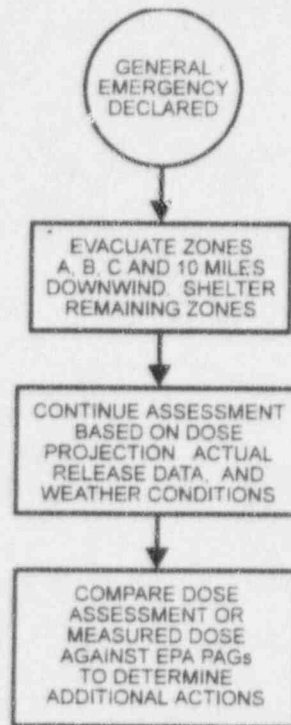 GENERAL
EMERGENCY
DECLARED
EVACUATE ZONES
A, B, C AND 10 MILES
DOWNWIND. SHELTER
REMAINING ZONES
CONTINUE ASSESSMENT
BASED ON DOSE
PROJECTION. ACTUAL
RELEASE DATA, AND
WEATHER CONDITIONS
COMPARE DOSE
ASSESSMENT OR
MEASURED DOSE
AGAINST EPA PAGs
TO DETERMINE
ADDITIONAL ACTIONS